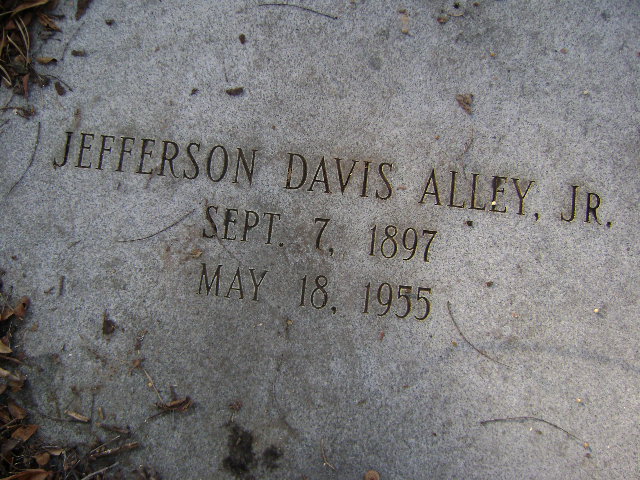 JEFFERSON DAVIS ALLEY, JR.
SEPT. 7, 1897
MAY 18, 1955